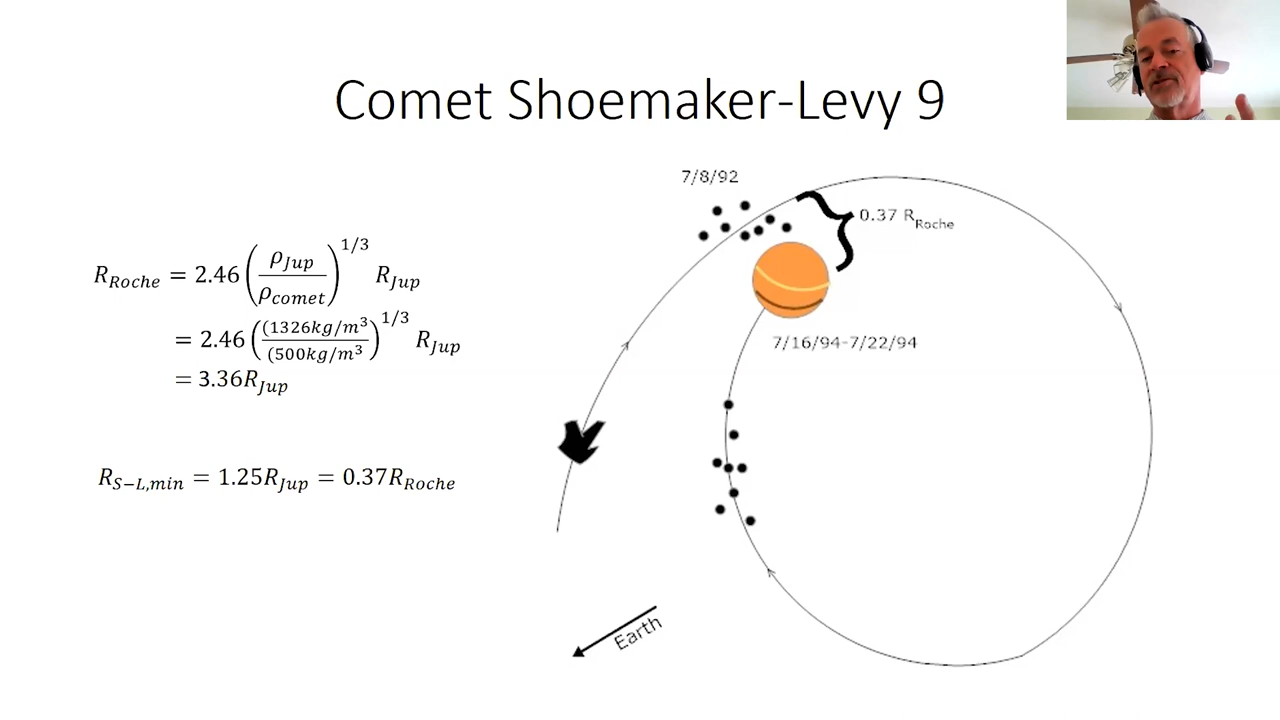 Comet Shoemaker-Levy 9
7/8/92
0.37 R_Roche
R_Roche = 2.46 (ρ_Jup / ρ_comet)^1/3 R_Jup
= 2.46 ((1326kg/m^3 / (500kg/m^3)^1/3 R_Jup
= 3.36R_Jup
7/16/94-7/22/94
R_S−L,min = 1.25R_Jup = 0.37R_Roche
Earth